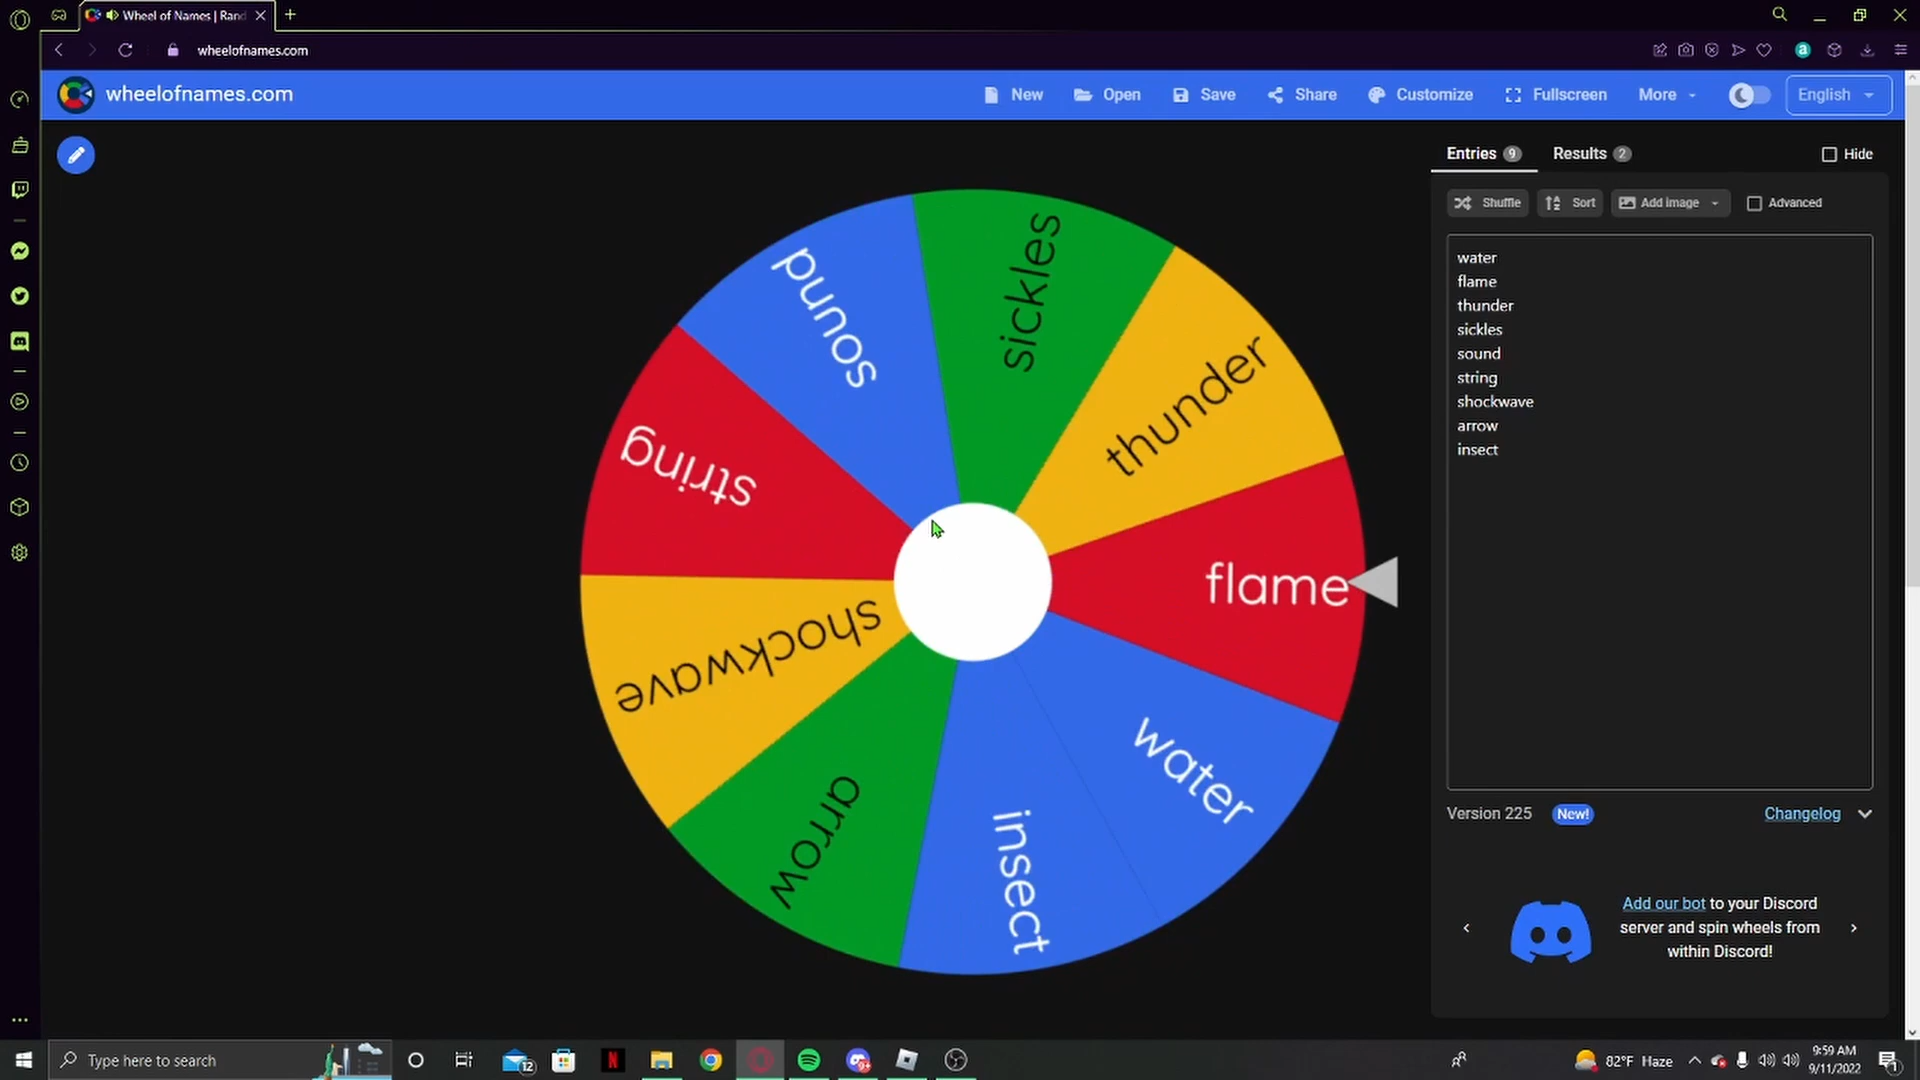 Wheel of Names | Rand
wheelofnames.com
wheelofnames.com
New
Open
Save
Share
Customize
Fullscreen
More
English
Entries 9
Results 2
Hide
Shuffle
Sort
Add image
Advanced
water
flame
thunder
sickles
sound
string
shockwave
arrow
insect
sickles
thunder
flame
water
insect
arrow
shockwave
string
sound
Version 225
New!
Changelog
Add our bot to your Discord
server and spin wheels from
within Discord!
Type here to search
12
N
9+
82°F Haze
9:59 AM
9/11/2022
1
a